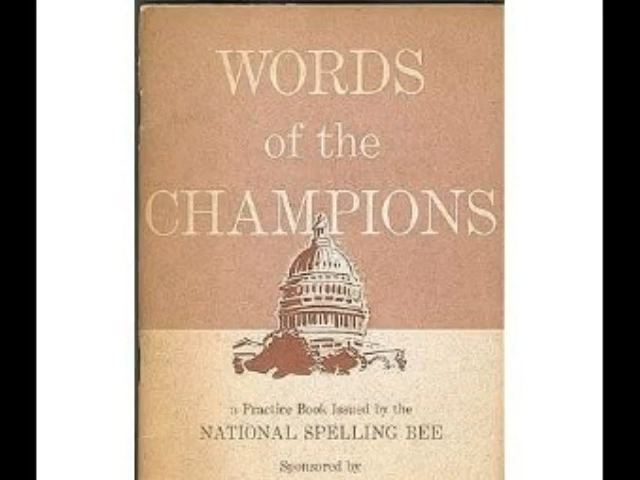 WORDS
of the
CHAMPIONS
a Practice Book Issued by the
NATIONAL SPELLING BEE
Sponsored by